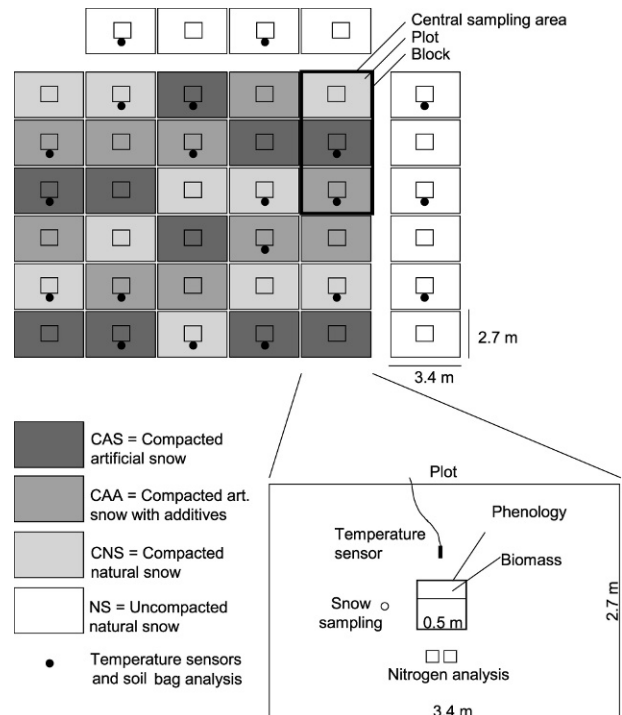 Central sampling area
Plot
Block
2.7 m
3.4 m
CAS = Compacted
artificial snow
CAA = Compacted art.
snow with additives
CNS = Compacted
natural snow
NS = Uncompacted
natural snow
Temperature sensors
and soil bag analysis
Plot
Phenology
Temperature
sensor
Biomass
Snow
sampling
0.5 m
2.7 m
Nitrogen analysis
3.4 m